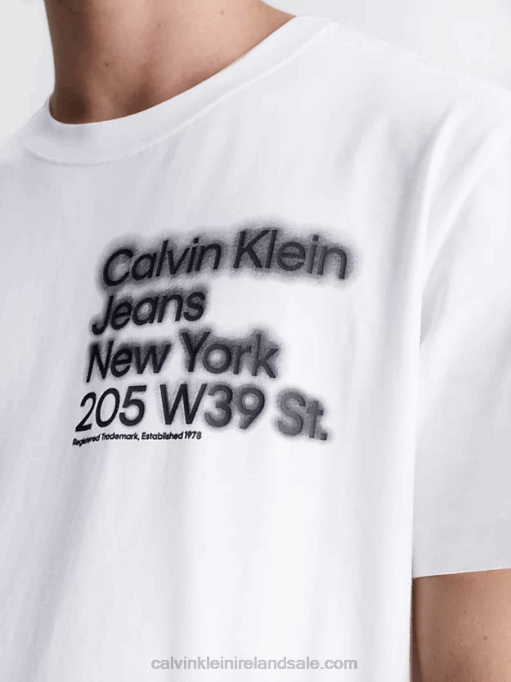 Calvin Klein
Jeans
New York
205 W39 St.
Registered Trademark, Established 1978
calvinkleinirelandsale.com